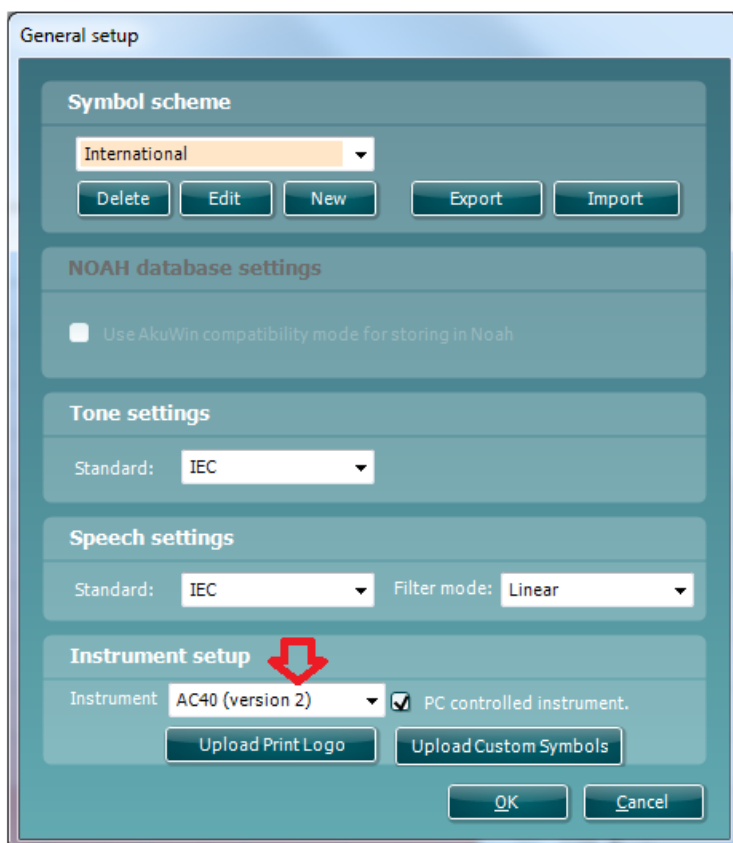 General setup
Symbol scheme
International
Delete Edit New Export Import
NOAH database settings
Use AkuWin compatibility mode for storing in Noah
Tone settings
Standard: IEC
Speech settings
Standard: IEC Filter mode: Linear
Instrument setup
Instrument AC40 (version 2) PC controlled instrument.
Upload Print Logo Upload Custom Symbols
OK Cancel